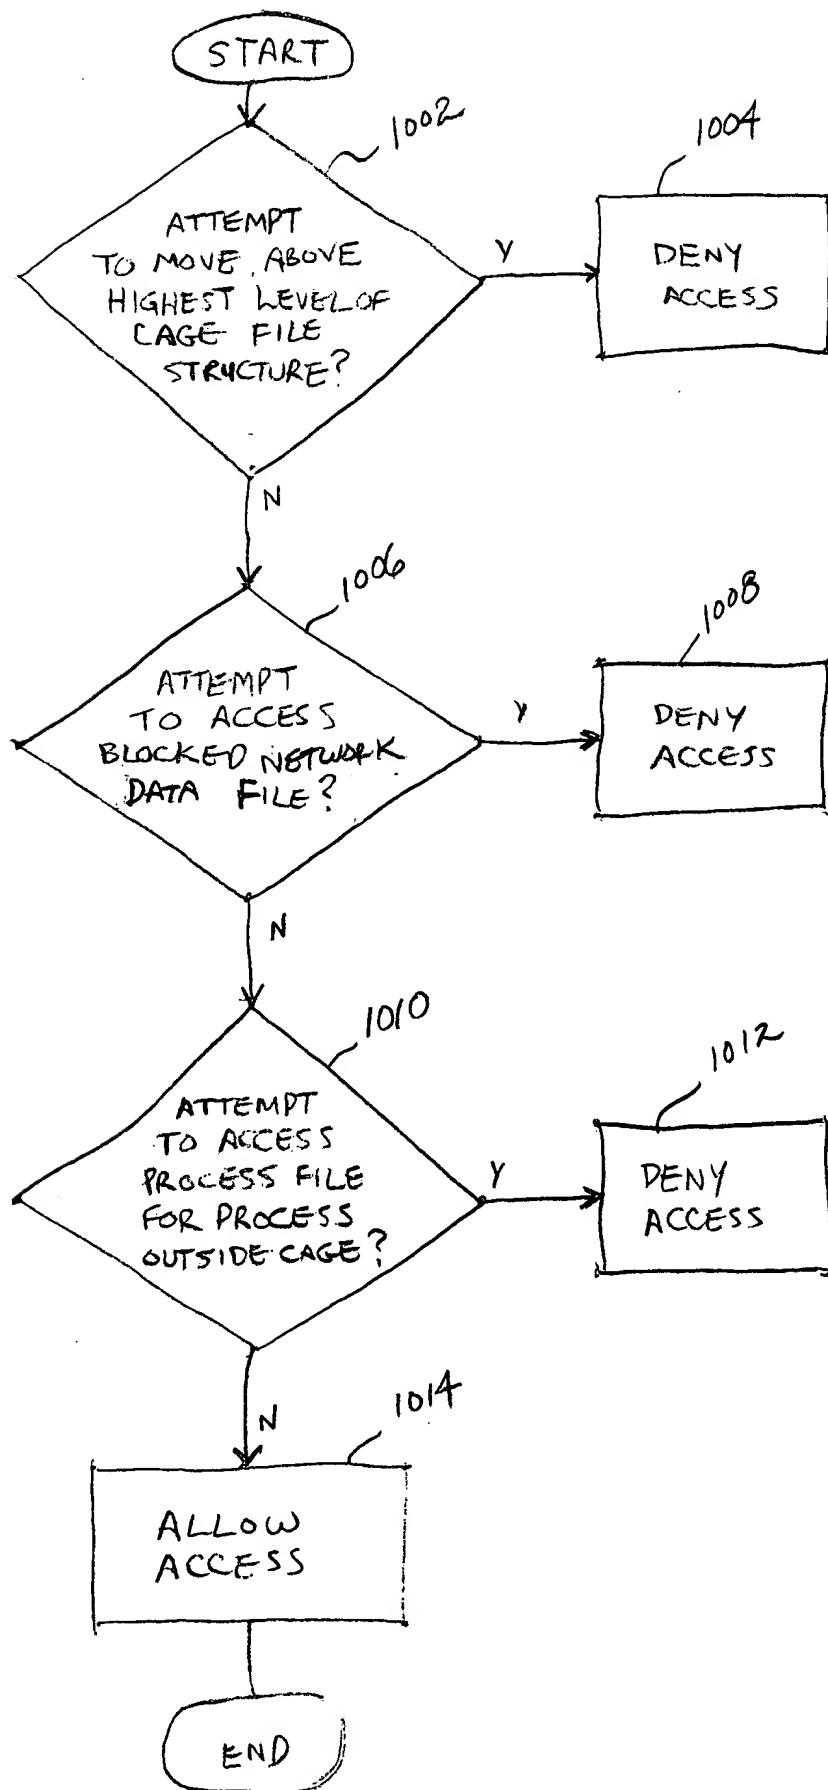 START
1002
ATTEMPT
TO MOVE ABOVE
HIGHEST LEVEL OF
CAGE FILE
STRUCTURE?
Y
1004
DENY
ACCESS
N
1006
ATTEMPT
TO ACCESS
BLOCKED NETWORK
DATA FILE?
Y
1008
DENY
ACCESS
N
1010
ATTEMPT
TO ACCESS
PROCESS FILE
FOR PROCESS
OUTSIDE CAGE?
Y
1012
DENY
ACCESS
N
1014
ALLOW
ACCESS
END